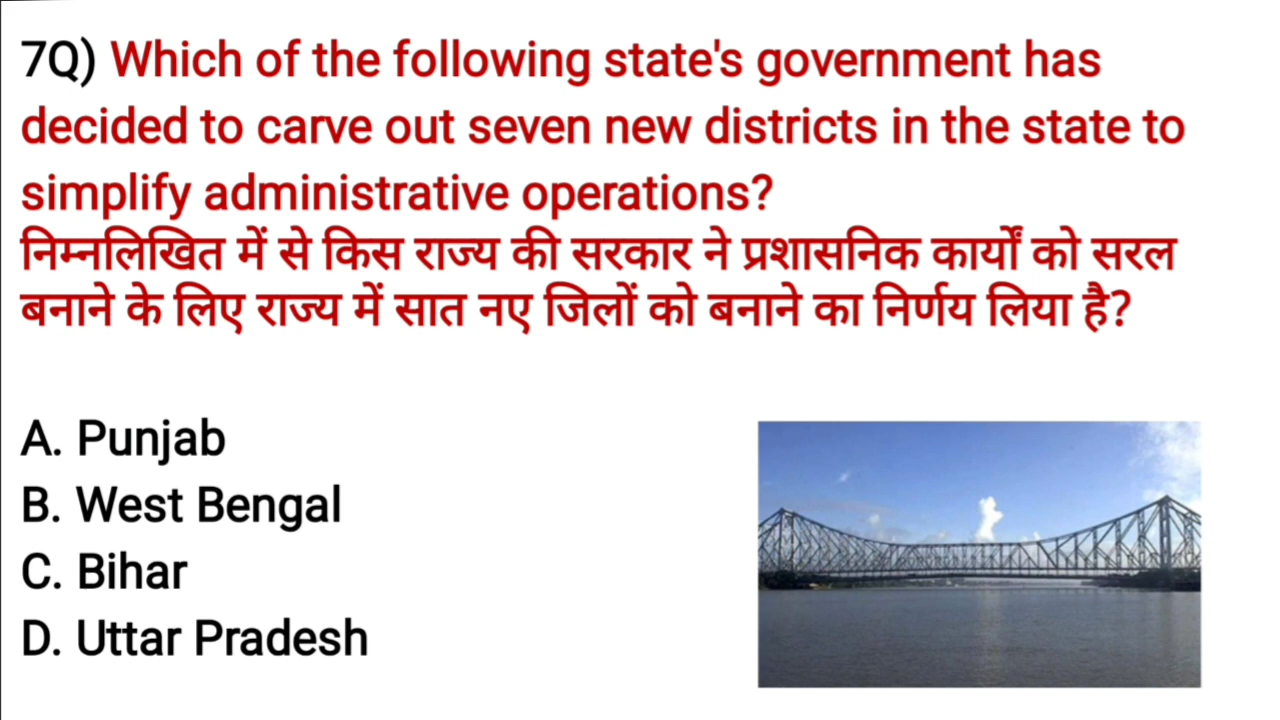 7Q) Which of the following state's government has
decided to carve out seven new districts in the state to
simplify administrative operations?
निम्नलिखित में से किस राज्य की सरकार ने प्रशासनिक कार्यों को सरल
बनाने के लिए राज्य में सात नए जिलों को बनाने का निर्णय लिया है?
A. Punjab
B. West Bengal
C. Bihar
D. Uttar Pradesh